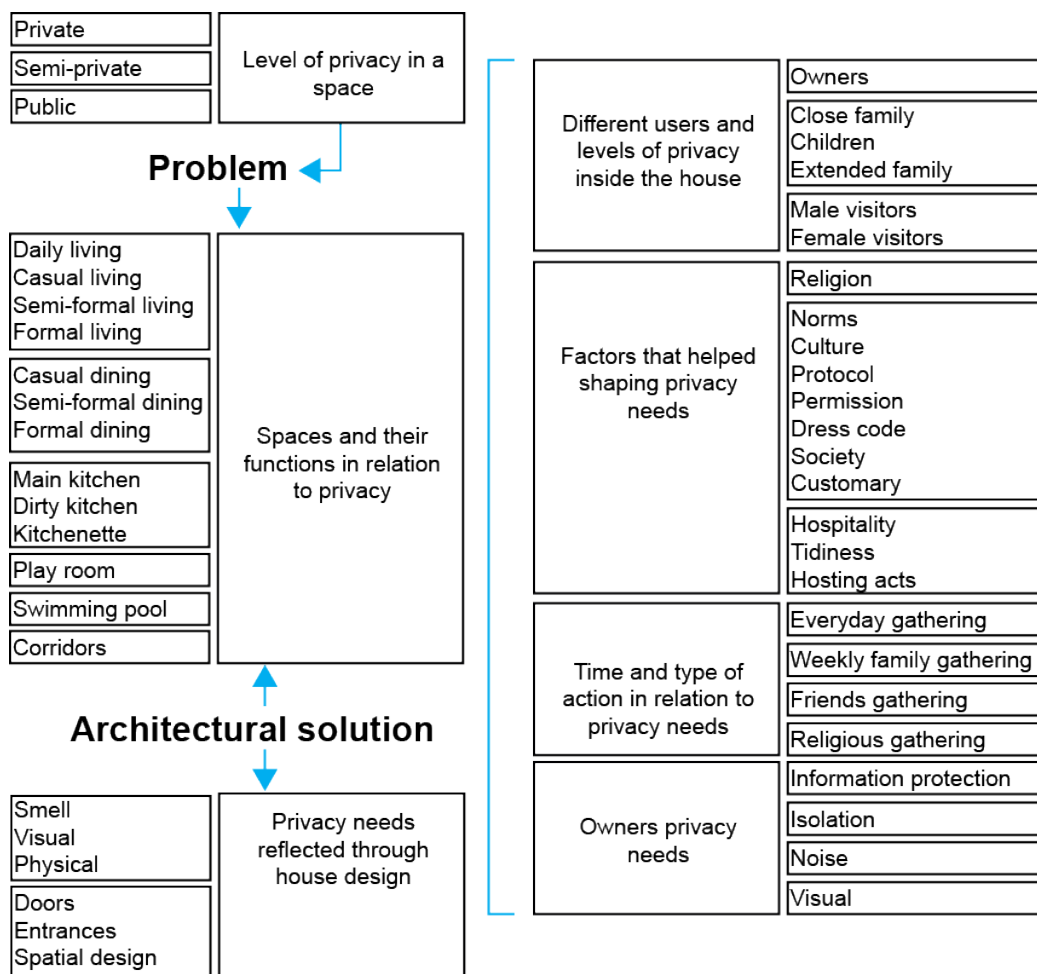 Private
Semi-private
Public
Level of privacy in a
space
Problem
Daily living
Casual living
Semi-formal living
Formal living
Casual dining
Semi-formal dining
Formal dining
Main kitchen
Dirty kitchen
Kitchenette
Play room
Swimming pool
Corridors
Spaces and their
functions in relation
to privacy
Architectural solution
Smell
Visual
Physical
Doors
Entrances
Spatial design
Privacy needs
reflected through
house design
Different users and
levels of privacy
inside the house
Owners
Close family
Children
Extended family
Male visitors
Female visitors
Factors that helped
shaping privacy
needs
Religion
Norms
Culture
Protocol
Permission
Dress code
Society
Customary
Hospitality
Tidiness
Hosting acts
Time and type of
action in relation to
privacy needs
Everyday gathering
Weekly family gathering
Friends gathering
Religious gathering
Owners privacy
needs
Information protection
Isolation
Noise
Visual